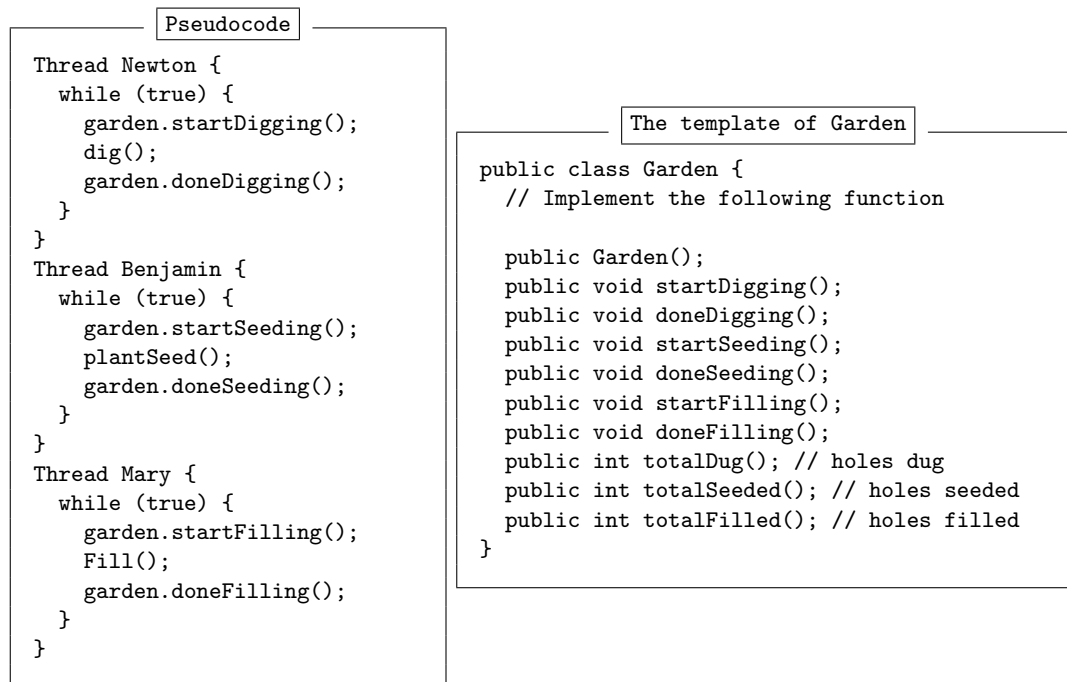 Pseudocode
Thread Newton {
  while (true) {
    garden.startDigging();
    dig();
    garden.doneDigging();
  }
}
Thread Benjamin {
  while (true) {
    garden.startSeeding();
    plantSeed();
    garden.doneSeeding();
  }
}
Thread Mary {
  while (true) {
    garden.startFilling();
    Fill();
    garden.doneFilling();
  }
}
The template of Garden
public class Garden {
  // Implement the following function

  public Garden();
  public void startDigging();
  public void doneDigging();
  public void startSeeding();
  public void doneSeeding();
  public void startFilling();
  public void doneFilling();
  public int totalDug(); // holes dug
  public int totalSeeded(); // holes seeded
  public int totalFilled(); // holes filled
}